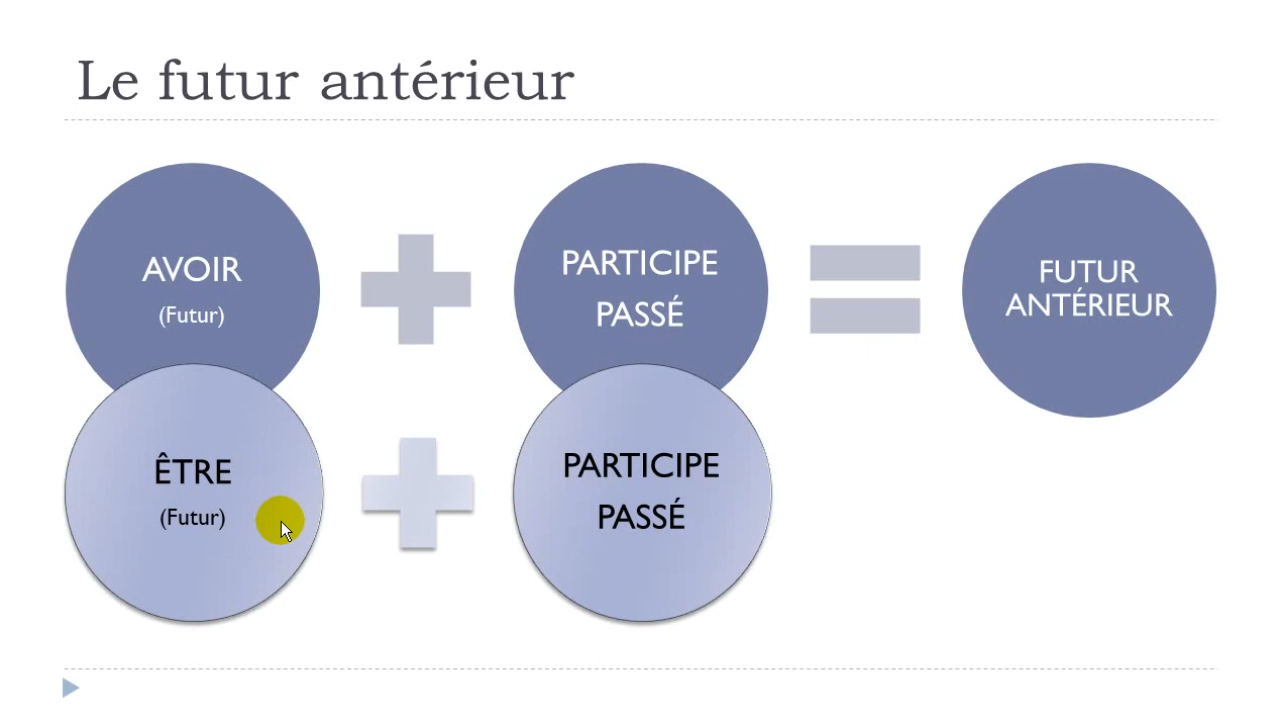 Le futur antérieur
AVOIR
(Futur)
PARTICIPE
PASSÉ
FUTUR
ANTÉRIEUR
ÊTRE
(Futur)
PARTICIPE
PASSÉ